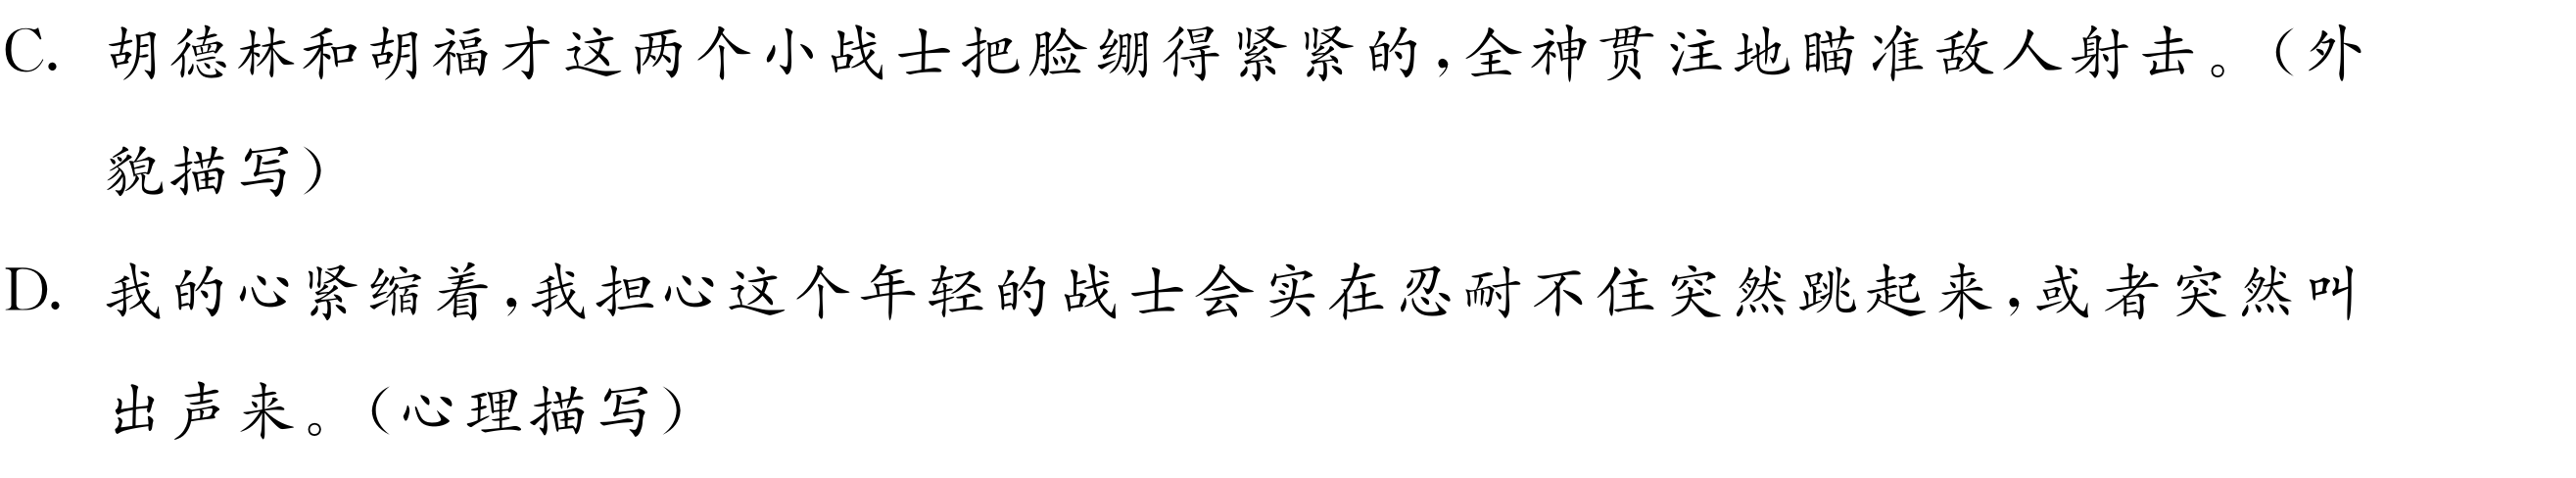 C. 胡德林和胡福才这两个小战士把脸绷得紧紧的,全神贯注地瞄准敌人射击。(外
貌描写)
D. 我的心紧缩着,我担心这个年轻的战士会实在忍耐不住突然跳起来,或者突然叫
出声来。(心理描写)